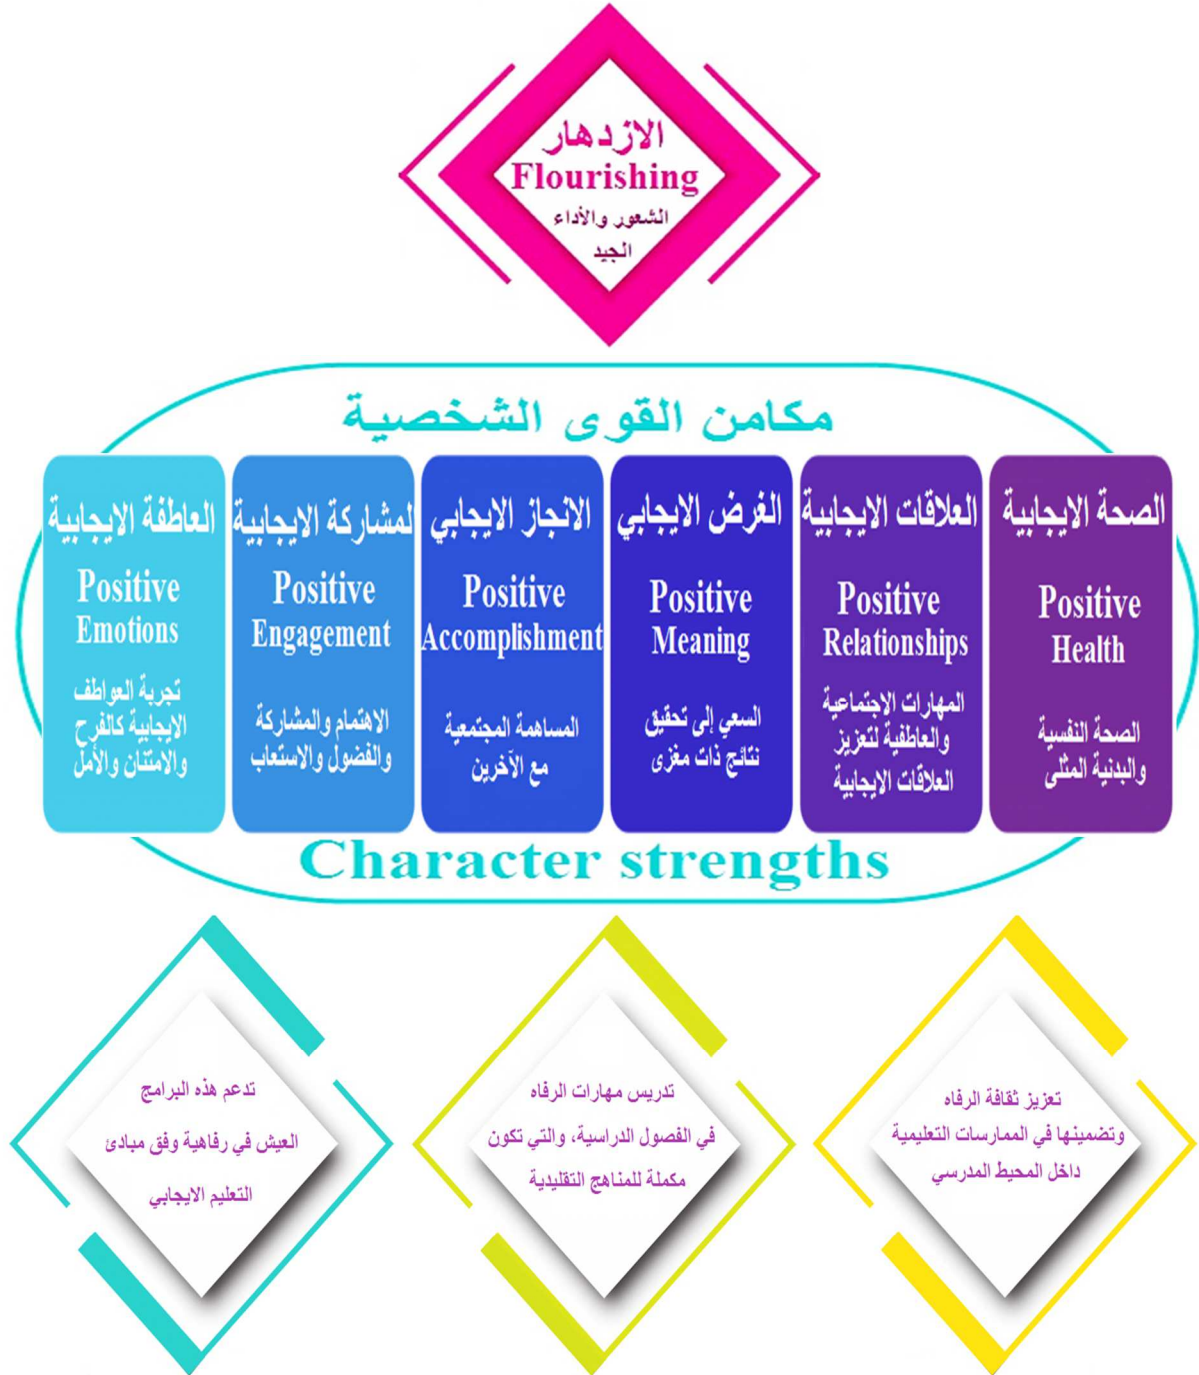 الازدهار
Flourishing
الشعور والأداء
الجيد
مكامن القوى الشخصية
الصحة الايجابية
Positive
Health
الصحة النفسية
والبدنية المثلى
العلاقات الايجابية
Positive
Relationships
المهارات الاجتماعية
والعاطفية لتعزيز
العلاقات الايجابية
الغرض الايجابي
Positive
Meaning
السعي إلى تحقيق
نتائج ذات مغزى
الانجاز الايجابي
Positive
Accomplishment
المساهمة المجتمعية
مع الآخرين
لمشاركة الايجابية
Positive
Engagement
الاهتمام والمشاركة
والفضول والاستعاب
العاطفة الايجابية
Positive
Emotions
تجربة العواطف
الايجابية كالفرح
والامتنان والأمل
Character strengths
تعزيز ثقافة الرفاه
وتضمينها في الممارسات التعليمية
داخل المحيط المدرسي
تدريس مهارات الرفاه
في الفصول الدراسية، والتي تكون
مكملة للمناهج التقليدية
تدعم هذه البرامج
العيش في رفاهية وفق مبادئ
التعليم الايجابي